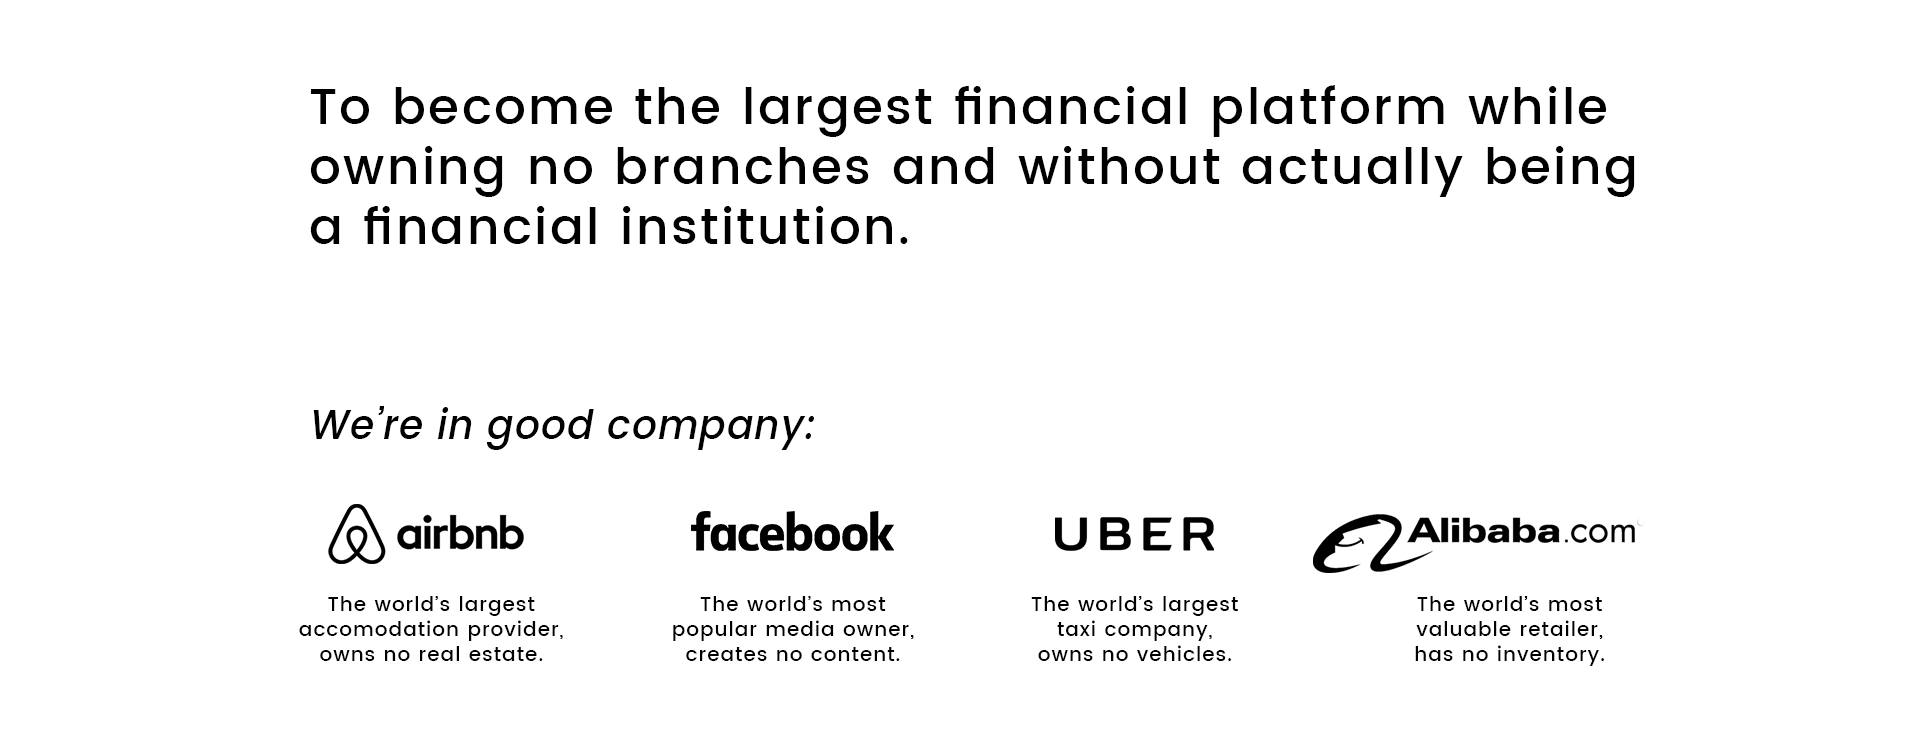 To become the largest financial platform while
owning no branches and without actually being
a financial institution.
We’re in good company:
airbnb
The world’s largest
accomodation provider,
owns no real estate.
facebook
The world’s most
popular media owner,
creates no content.
UBER
The world’s largest
taxi company,
owns no vehicles.
Alibaba.com
The world’s most
valuable retailer,
has no inventory.